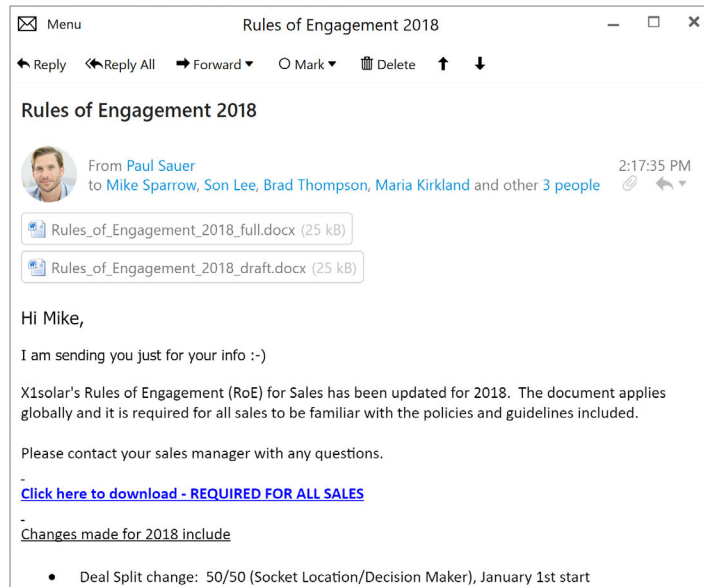 Menu
Rules of Engagement 2018
Reply
Reply All
Forward
Mark
Delete
Rules of Engagement 2018
From Paul Sauer
2:17:35 PM
to Mike Sparrow, Son Lee, Brad Thompson, Maria Kirkland and other 3 people
Rules_of_Engagement_2018_full.docx (25 kB)
Rules_of_Engagement_2018_draft.docx (25 kB)
Hi Mike,
I am sending you just for your info :-)
X1solar's Rules of Engagement (RoE) for Sales has been updated for 2018.  The document applies
globally and it is required for all sales to be familiar with the policies and guidelines included.
Please contact your sales manager with any questions.
Click here to download - REQUIRED FOR ALL SALES
Changes made for 2018 include
• Deal Split change:  50/50 (Socket Location/Decision Maker), January 1st start